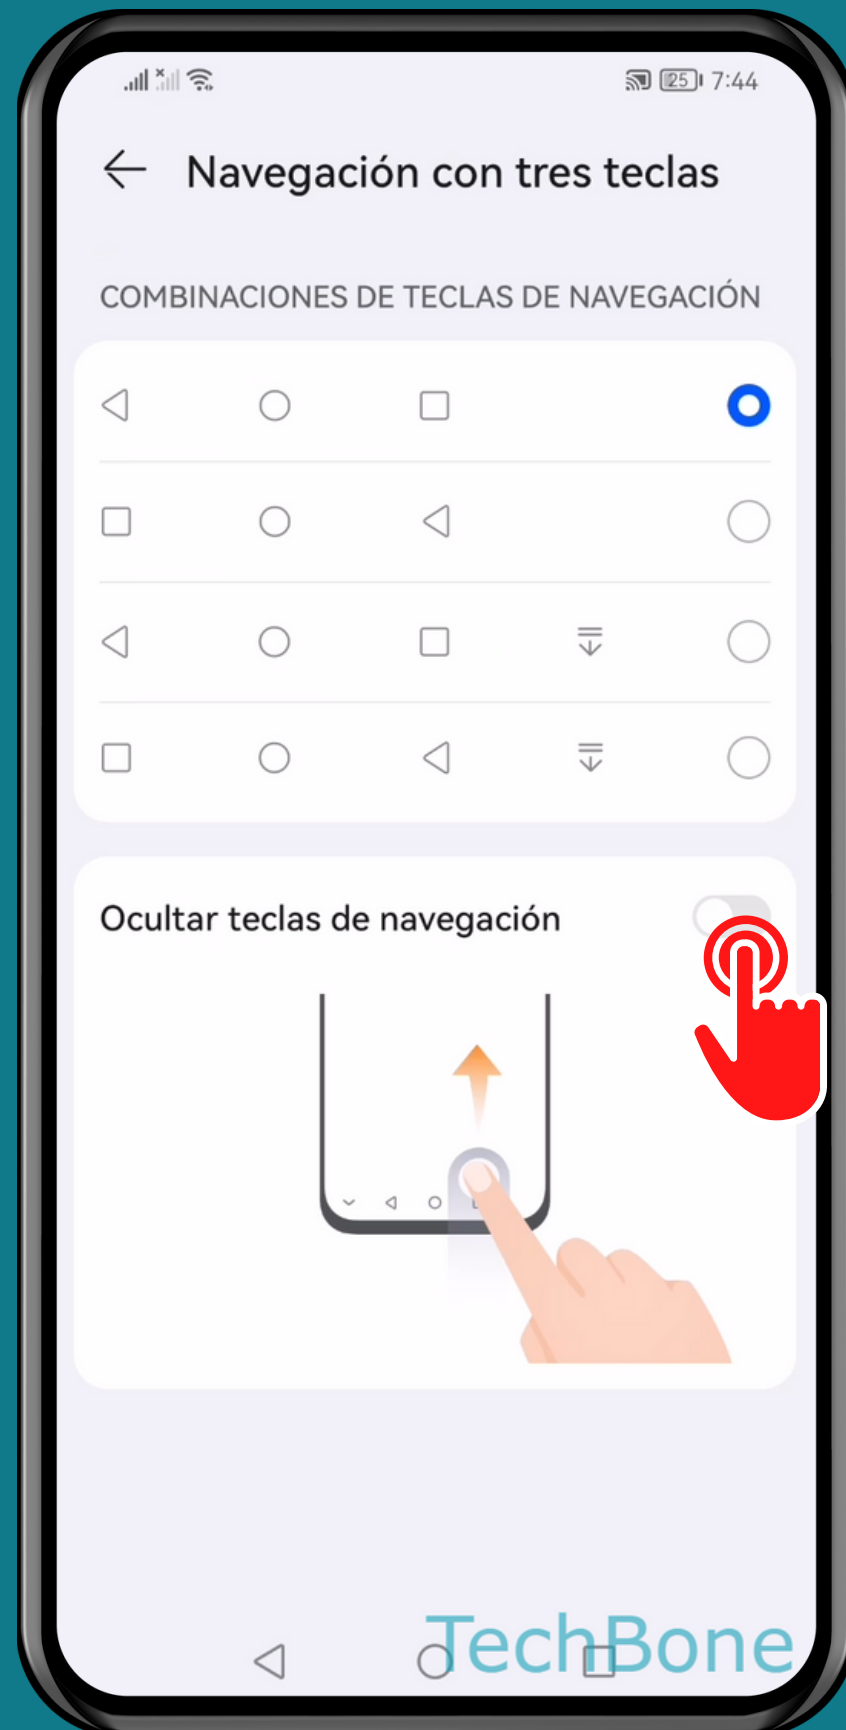 25 7:44
Navegación con tres teclas
COMBINACIONES DE TECLAS DE NAVEGACIÓN
Ocultar teclas de navegación
TechBone